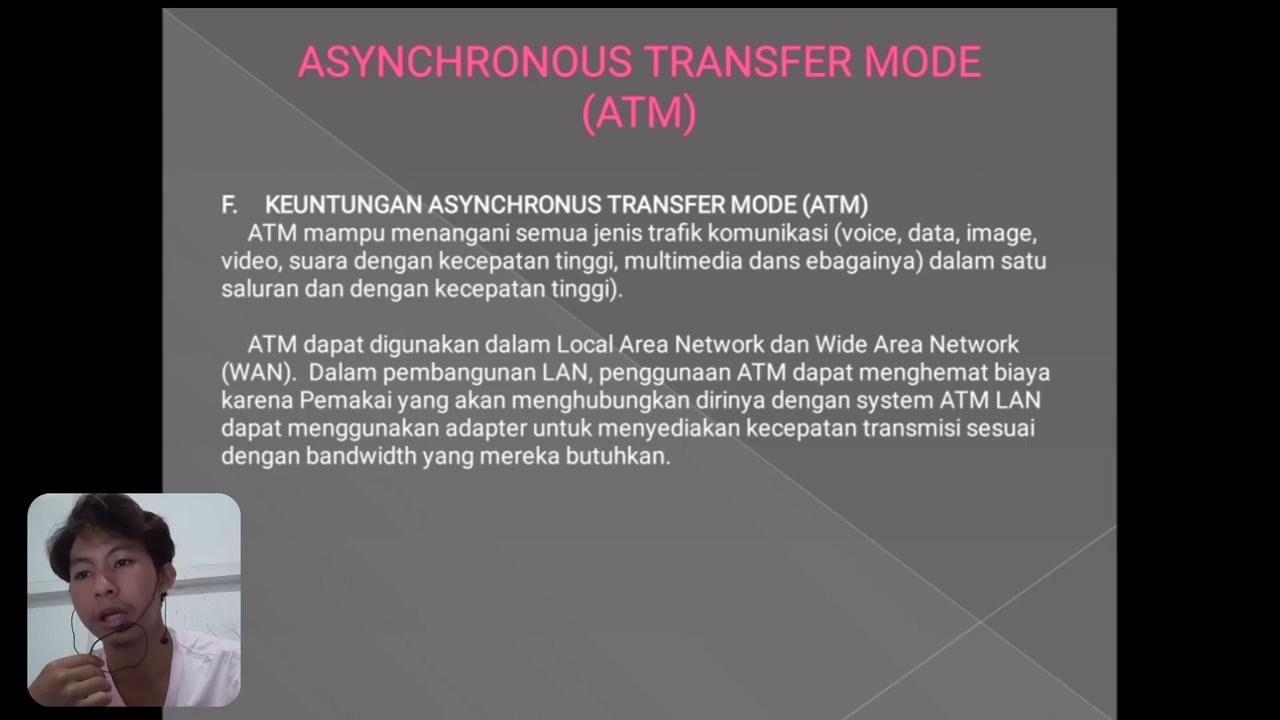 ASYNCHRONOUS TRANSFER MODE
(ATM)
F. KEUNTUNGAN ASYNCHRONUS TRANSFER MODE (ATM)
ATM mampu menangani semua jenis trafik komunikasi (voice, data, image,
video, suara dengan kecepatan tinggi, multimedia dans ebagainya) dalam satu
saluran dan dengan kecepatan tinggi).
ATM dapat digunakan dalam Local Area Network dan Wide Area Network
(WAN). Dalam pembangunan LAN, penggunaan ATM dapat menghemat biaya
karena Pemakai yang akan menghubungkan dirinya dengan system ATM LAN
dapat menggunakan adapter untuk menyediakan kecepatan transmisi sesuai
dengan bandwidth yang mereka butuhkan.